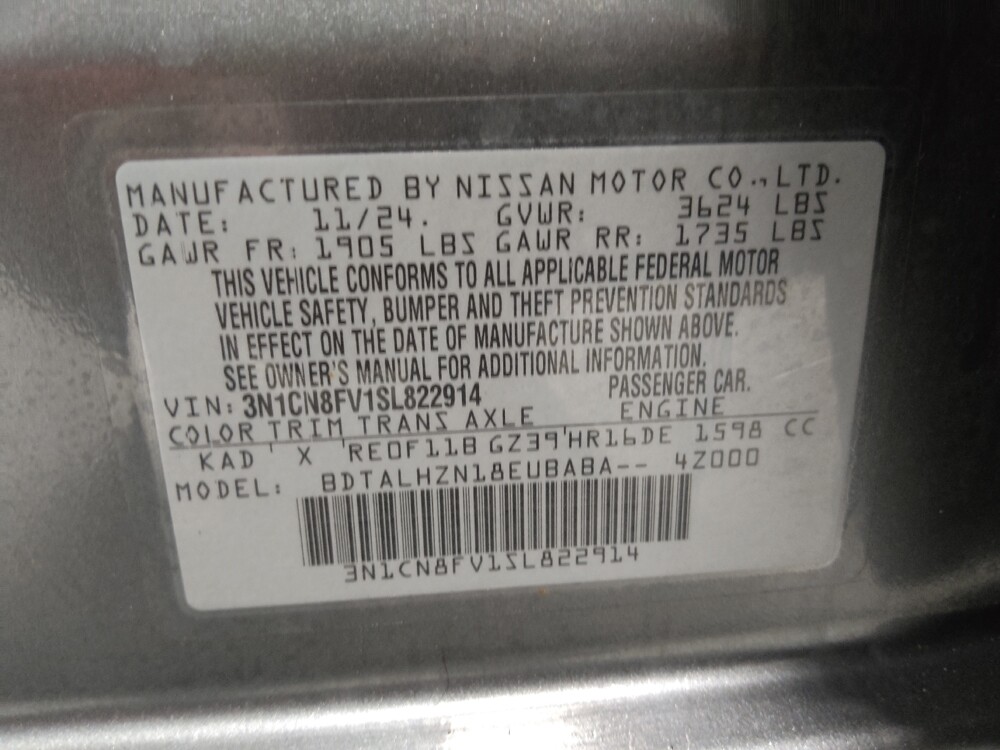 MANUFACTURED BY NISSAN MOTOR CO.,LTD.
DATE: 11/24. GVWR: 3624 LBS
GAWR FR: 1905 LBS GAWR RR: 1735 LBS
THIS VEHICLE CONFORMS TO ALL APPLICABLE FEDERAL MOTOR
VEHICLE SAFETY, BUMPER AND THEFT PREVENTION STANDARDS
IN EFFECT ON THE DATE OF MANUFACTURE SHOWN ABOVE.
SEE OWNER'S MANUAL FOR ADDITIONAL INFORMATION.
VIN: 3N1CN8FV1SL822914 PASSENGER CAR.
COLOR TRIM TRANS AXLE ENGINE
KAD X RE0F11B GZ39 HR16DE 1598 CC
MODEL: BDTALHZN18EUBABA-- 4Z000
3N1CN8FV1SL822914